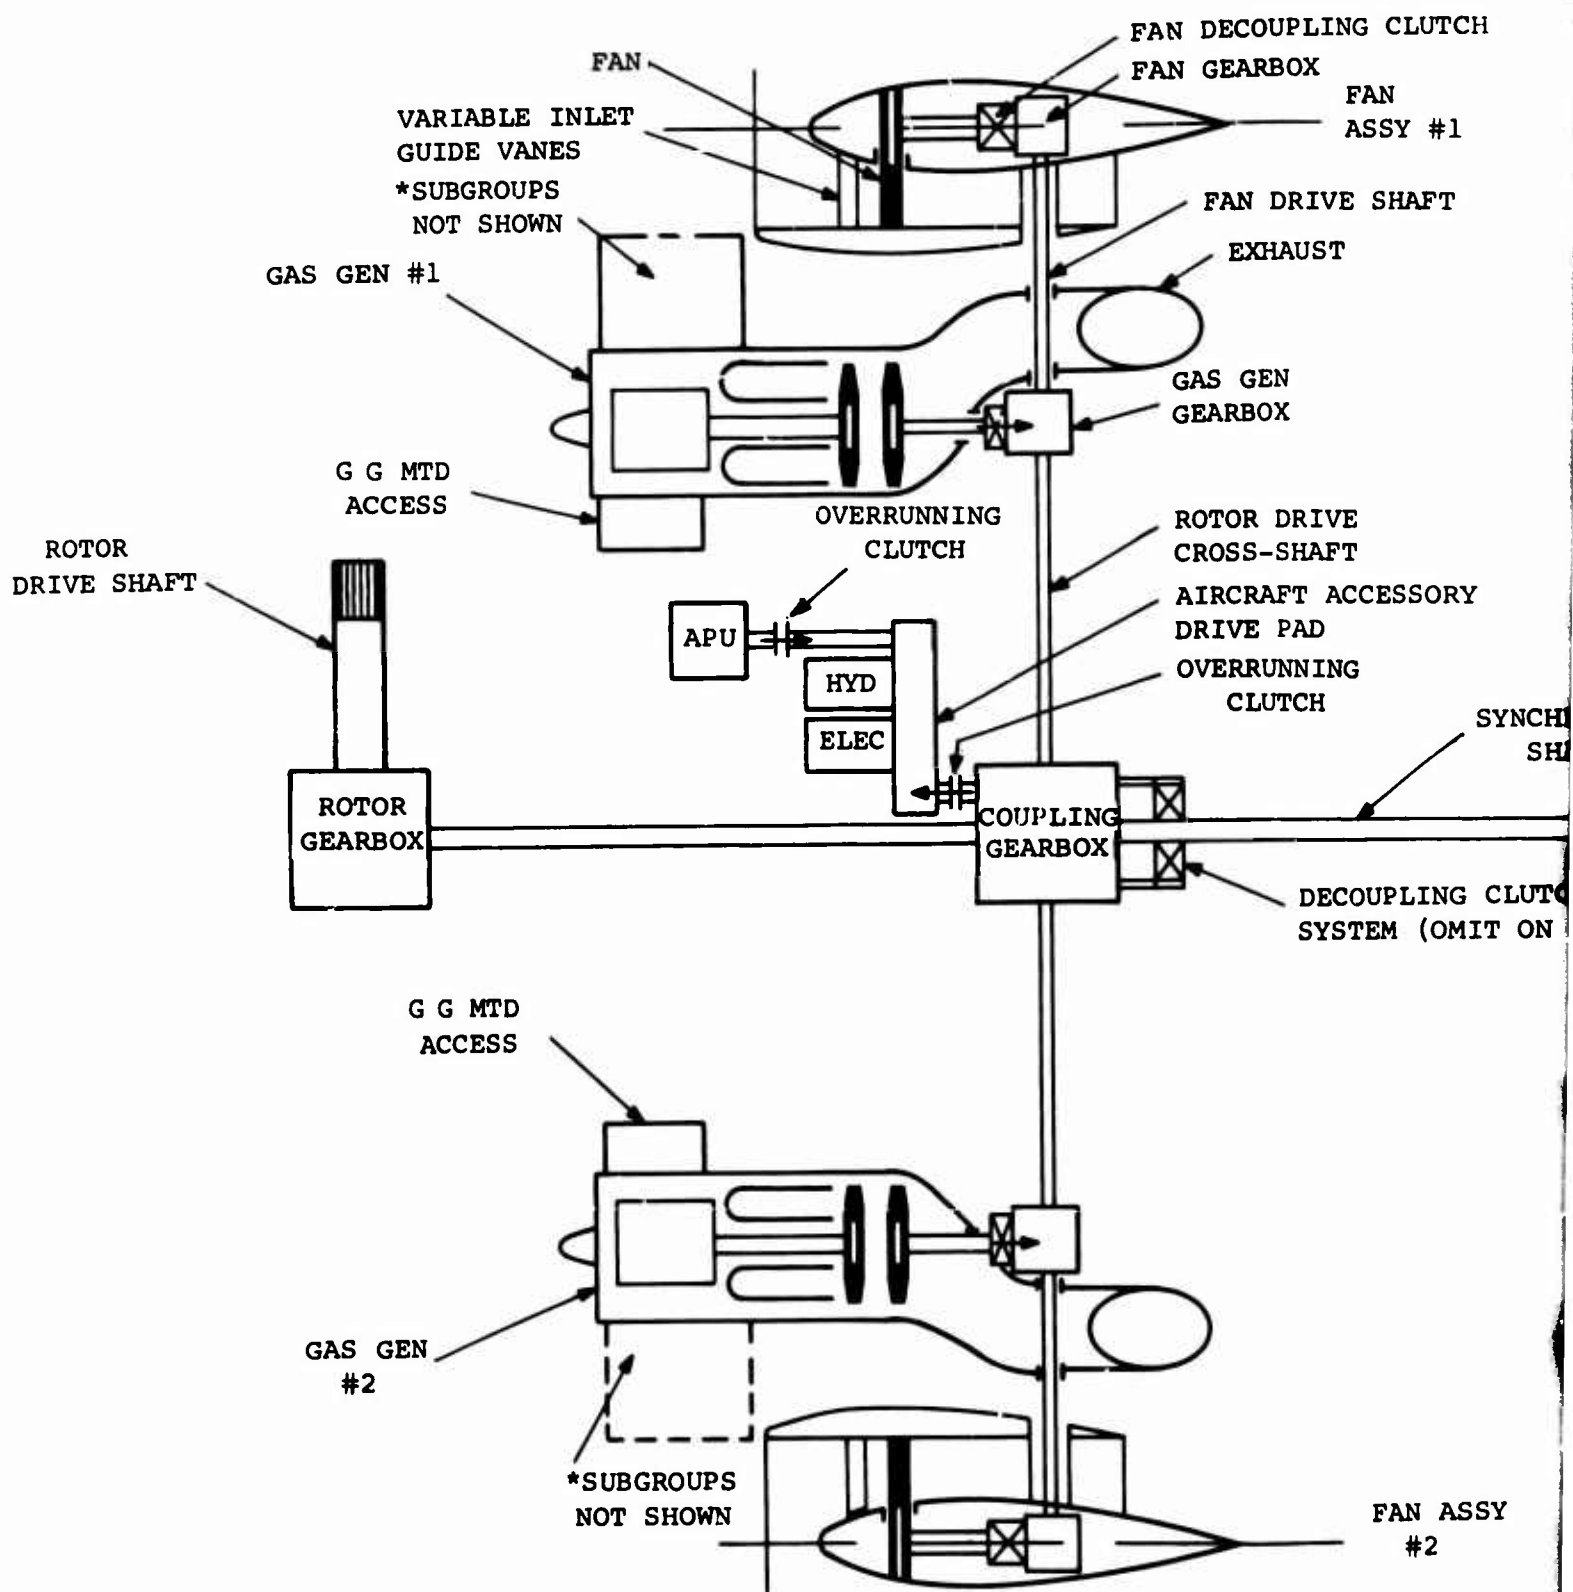 FAN DECOUPLING CLUTCH
FAN
FAN GEARBOX
FAN
ASSY #1
VARIABLE INLET
GUIDE VANES
*SUBGROUPS
NOT SHOWN
FAN DRIVE SHAFT
EXHAUST
GAS GEN #1
GAS GEN
GEARBOX
G G MTD
ACCESS
OVERRUNNING
CLUTCH
ROTOR DRIVE
CROSS-SHAFT
ROTOR
DRIVE SHAFT
AIRCRAFT ACCESSORY
DRIVE PAD
APU
HYD
ELEC
OVERRUNNING
CLUTCH
SYNCH
SHA
ROTOR
GEARBOX
COUPLING
GEARBOX
DECOUPLING CLUTC
SYSTEM (OMIT ON
G G MTD
ACCESS
GAS GEN
#2
*SUBGROUPS
NOT SHOWN
FAN ASSY
#2